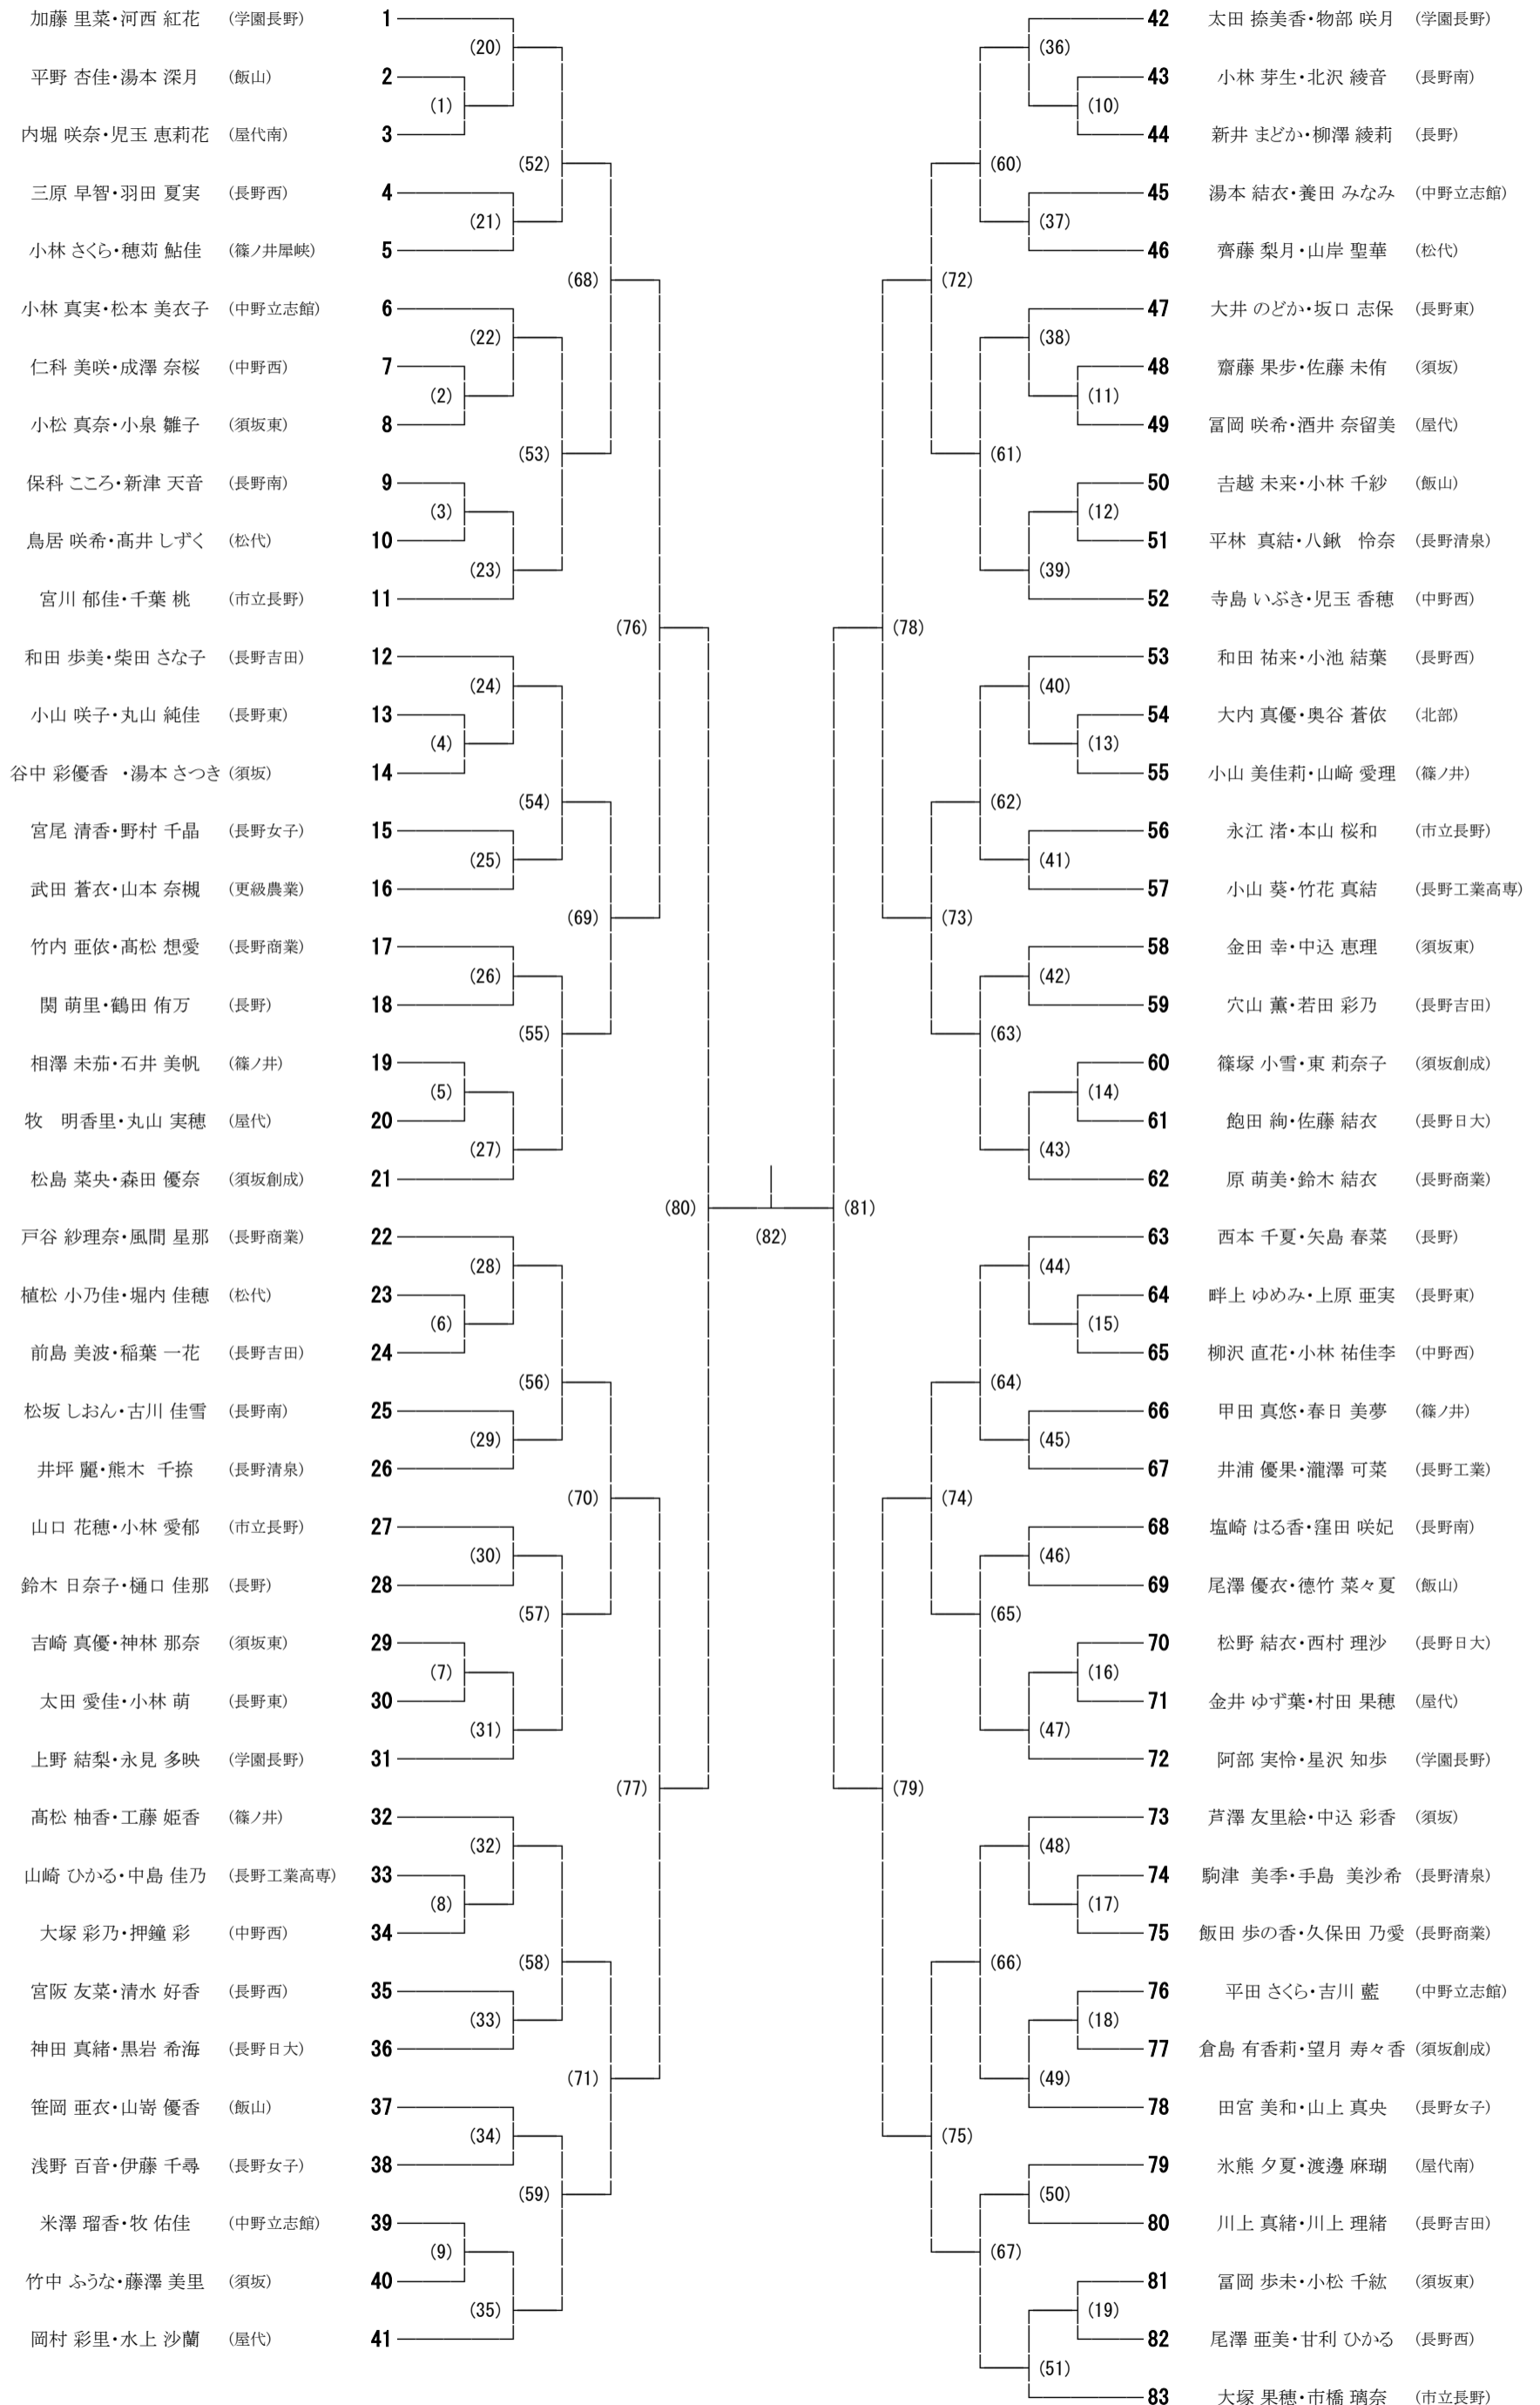 加藤 里菜・河西 紅花 (学園長野) 1
(20)
平野 杏佳・湯本 深月 (飯山) 2
(1)
内堀 咲奈・児玉 恵莉花 (屋代南) 3
(52)
三原 早智・羽田 夏実 (長野西) 4
(21)
小林 さくら・穂苅 鮎佳 (篠ノ井犀峡) 5
(68)
小林 真実・松本 美衣子 (中野立志館) 6
(22)
仁科 美咲・成澤 奈桜 (中野西) 7
(2)
小松 真奈・小泉 雛子 (須坂東) 8
(53)
保科 こころ・新津 天音 (長野南) 9
(3)
鳥居 咲希・髙井 しずく (松代) 10
(23)
宮川 郁佳・千葉 桃 (市立長野) 11
(76)
和田 歩美・柴田 さな子 (長野吉田) 12
(24)
小山 咲子・丸山 純佳 (長野東) 13
(4)
谷中 彩優香 ・湯本 さつき (須坂) 14
(54)
宮尾 清香・野村 千晶 (長野女子) 15
(25)
武田 蒼衣・山本 奈槻 (更級農業) 16
(69)
竹内 亜依・髙松 想愛 (長野商業) 17
(26)
関 萌里・鶴田 侑万 (長野) 18
(55)
相澤 未茄・石井 美帆 (篠ノ井) 19
(5)
牧 明香里・丸山 実穂 (屋代) 20
(27)
松島 菜央・森田 優奈 (須坂創成) 21
(80)
戸谷 紗理奈・風間 星那 (長野商業) 22
(28)
植松 小乃佳・堀内 佳穂 (松代) 23
(6)
前島 美波・稲葉 一花 (長野吉田) 24
(56)
松坂 しおん・古川 佳雪 (長野南) 25
(29)
井坪 麗・熊木 千捺 (長野清泉) 26
(70)
山口 花穂・小林 愛郁 (市立長野) 27
(30)
鈴木 日奈子・樋口 佳那 (長野) 28
(57)
吉崎 真優・神林 那奈 (須坂東) 29
(7)
太田 愛佳・小林 萌 (長野東) 30
(31)
上野 結梨・永見 多映 (学園長野) 31
(77)
髙松 柚香・工藤 姫香 (篠ノ井) 32
(32)
山崎 ひかる・中島 佳乃 (長野工業高専) 33
(8)
大塚 彩乃・押鐘 彩 (中野西) 34
(58)
宮阪 友菜・清水 好香 (長野西) 35
(33)
神田 真緒・黒岩 希海 (長野日大) 36
(71)
笹岡 亜衣・山嵜 優香 (飯山) 37
(34)
浅野 百音・伊藤 千尋 (長野女子) 38
(59)
米澤 瑠香・牧 佑佳 (中野立志館) 39
(9)
竹中 ふうな・藤澤 美里 (須坂) 40
(35)
岡村 彩里・水上 沙蘭 (屋代) 41
(82)
42 太田 捺美香・物部 咲月 (学園長野)
(36)
43 小林 芽生・北沢 綾音 (長野南)
(10)
44 新井 まどか・柳澤 綾莉 (長野)
(60)
45 湯本 結衣・養田 みなみ (中野立志館)
(37)
46 齊藤 梨月・山岸 聖華 (松代)
(72)
47 大井 のどか・坂口 志保 (長野東)
(38)
48 齋藤 果歩・佐藤 未侑 (須坂)
(11)
49 冨岡 咲希・酒井 奈留美 (屋代)
(61)
50 吉越 未来・小林 千紗 (飯山)
(12)
51 平林 真結・八鍬 怜奈 (長野清泉)
(39)
52 寺島 いぶき・児玉 香穂 (中野西)
(78)
53 和田 祐来・小池 結葉 (長野西)
(40)
54 大内 真優・奥谷 蒼依 (北部)
(13)
55 小山 美佳莉・山﨑 愛理 (篠ノ井)
(62)
56 永江 渚・本山 桜和 (市立長野)
(41)
57 小山 葵・竹花 真結 (長野工業高専)
(73)
58 金田 幸・中込 恵理 (須坂東)
(42)
59 穴山 薫・若田 彩乃 (長野吉田)
(63)
60 篠塚 小雪・東 莉奈子 (須坂創成)
(14)
61 飽田 絢・佐藤 結衣 (長野日大)
(43)
62 原 萌美・鈴木 結衣 (長野商業)
(81)
63 西本 千夏・矢島 春菜 (長野)
(44)
64 畔上 ゆめみ・上原 亜実 (長野東)
(15)
65 柳沢 直花・小林 祐佳李 (中野西)
(64)
66 甲田 真悠・春日 美夢 (篠ノ井)
(45)
67 井浦 優果・瀧澤 可菜 (長野工業)
(74)
68 塩崎 はる香・窪田 咲妃 (長野南)
(46)
69 尾澤 優衣・德竹 菜々夏 (飯山)
(65)
70 松野 結衣・西村 理沙 (長野日大)
(16)
71 金井 ゆず葉・村田 果穂 (屋代)
(47)
72 阿部 実怜・星沢 知歩 (学園長野)
(79)
73 芦澤 友里絵・中込 彩香 (須坂)
(48)
74 駒津 美季・手島 美沙希 (長野清泉)
(17)
75 飯田 歩の香・久保田 乃愛 (長野商業)
(66)
76 平田 さくら・吉川 藍 (中野立志館)
(18)
77 倉島 有香莉・望月 寿々香 (須坂創成)
(49)
78 田宮 美和・山上 真央 (長野女子)
(75)
79 氷熊 夕夏・渡邊 麻瑚 (屋代南)
(50)
80 川上 真緒・川上 理緒 (長野吉田)
(67)
81 冨岡 歩未・小松 千紘 (須坂東)
(19)
82 尾澤 亜美・甘利 ひかる (長野西)
(51)
83 大塚 果穂・市橋 璃奈 (市立長野)